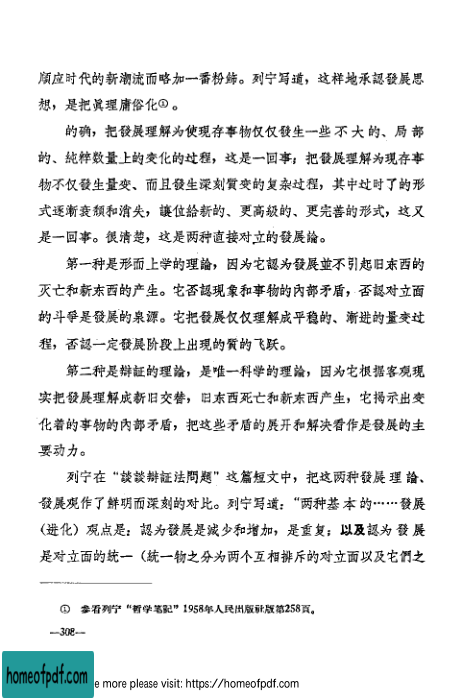 順应时代的新潮流而略加一番粉飾。列宁写道，这样地承認發展思
想，是把眞理庸俗化①。
的确，把發展理解为使現存事物仅仅發生一些不大的、局部
的、純粹数量上的变化的过程，这是一回事；把發展理解为現存事
物不仅發生量变、而且發生深刻質变的复杂过程，其中过时了的形
式逐漸衰頹和消失，讓位給新的、更高級的、更完善的形式，这又
是一回事。很清楚，这是两种直接对立的發展論。
第一种是形而上学的理論，因为它認为發展並不引起旧东西的
灭亡和新东西的产生。它否認現象和事物的內部矛盾，否認对立面
的斗爭是發展的泉源。它把發展仅仅理解成平稳的、漸进的量变过
程，否認一定發展阶段上出現的質的飞跃。
第二种是辯証的理論，是唯一科学的理論，因为它根据客观現
实把發展理解成新旧交替，旧东西死亡和新东西产生，它揭示出变
化着的事物的內部矛盾，把这些矛盾的展开和解决看作是發展的主
要动力。
列宁在“談談辯証法問題”这篇短文中，把这两种發展理論、
發展观作了鮮明而深刻的对比。列宁写道：“两种基本的……發展
（进化）观点是：認为發展是减少和增加，是重复；以及認为發展
是对立面的統一（統一物之分为两个互相排斥的对立面以及它們之
① 参看列宁“哲学笔記”1958年人民出版社版第258頁。
—308—
homeofpdf.com
e more please visit: https://homeofpdf.com